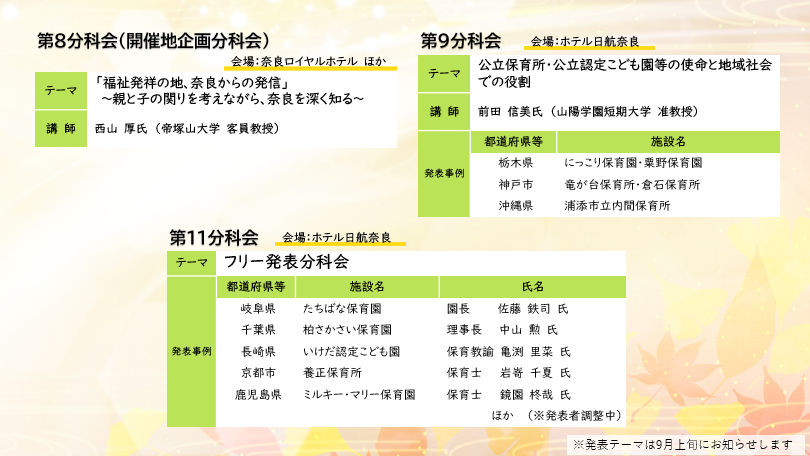 第8分科会(開催地企画分科会)
会場:奈良ロイヤルホテル ほか
テーマ 「福祉発祥の地、奈良からの発信」
～親と子の関りを考えながら、奈良を深く知る～
講 師 西山 厚氏 (帝塚山大学 客員教授)
第9分科会 会場:ホテル日航奈良
テーマ 公立保育所・公立認定こども園等の使命と地域社会
での役割
講 師 前田 信美氏 (山陽学園短期大学 准教授)
発表事例 都道府県等 施設名
栃木県 にっこり保育園・粟野保育園
神戸市 竜が台保育所・倉石保育所
沖縄県 浦添市立内間保育所
第11分科会 会場:ホテル日航奈良
テーマ フリー発表分科会
発表事例 都道府県等 施設名 氏名
岐阜県 たちばな保育園 園長 佐藤 鉄司 氏
千葉県 柏さかさい保育園 理事長 中山 勲 氏
長崎県 いけだ認定こども園 保育教諭 亀渕 里菜 氏
京都市 養正保育所 保育士 岩嵜 千夏 氏
鹿児島県 ミルキー・マリー保育園 保育士 鏡園 柊哉 氏
ほか (※発表者調整中)
※発表テーマは9月上旬にお知らせします